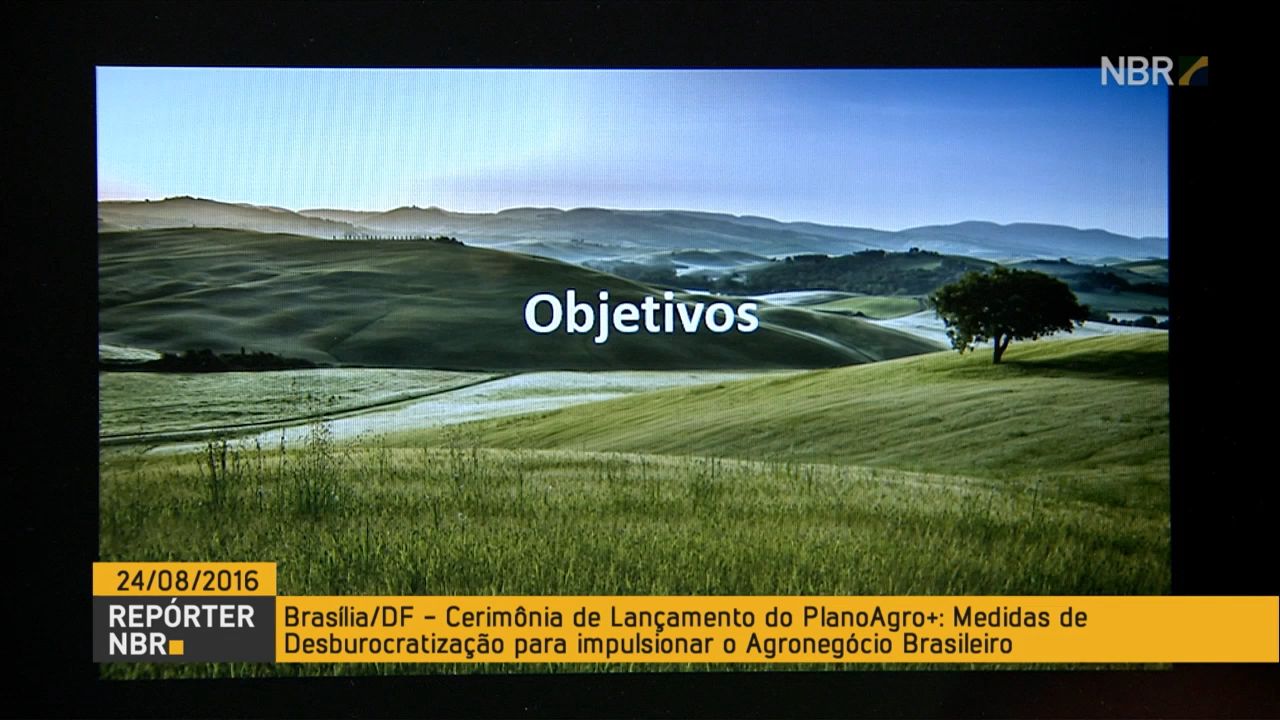 NBR
Objetivos
24/08/2016
REPÓRTER
NBR
Brasília/DF - Cerimônia de Lançamento do PlanoAgro+: Medidas de
Desburocratização para impulsionar o Agronegócio Brasileiro